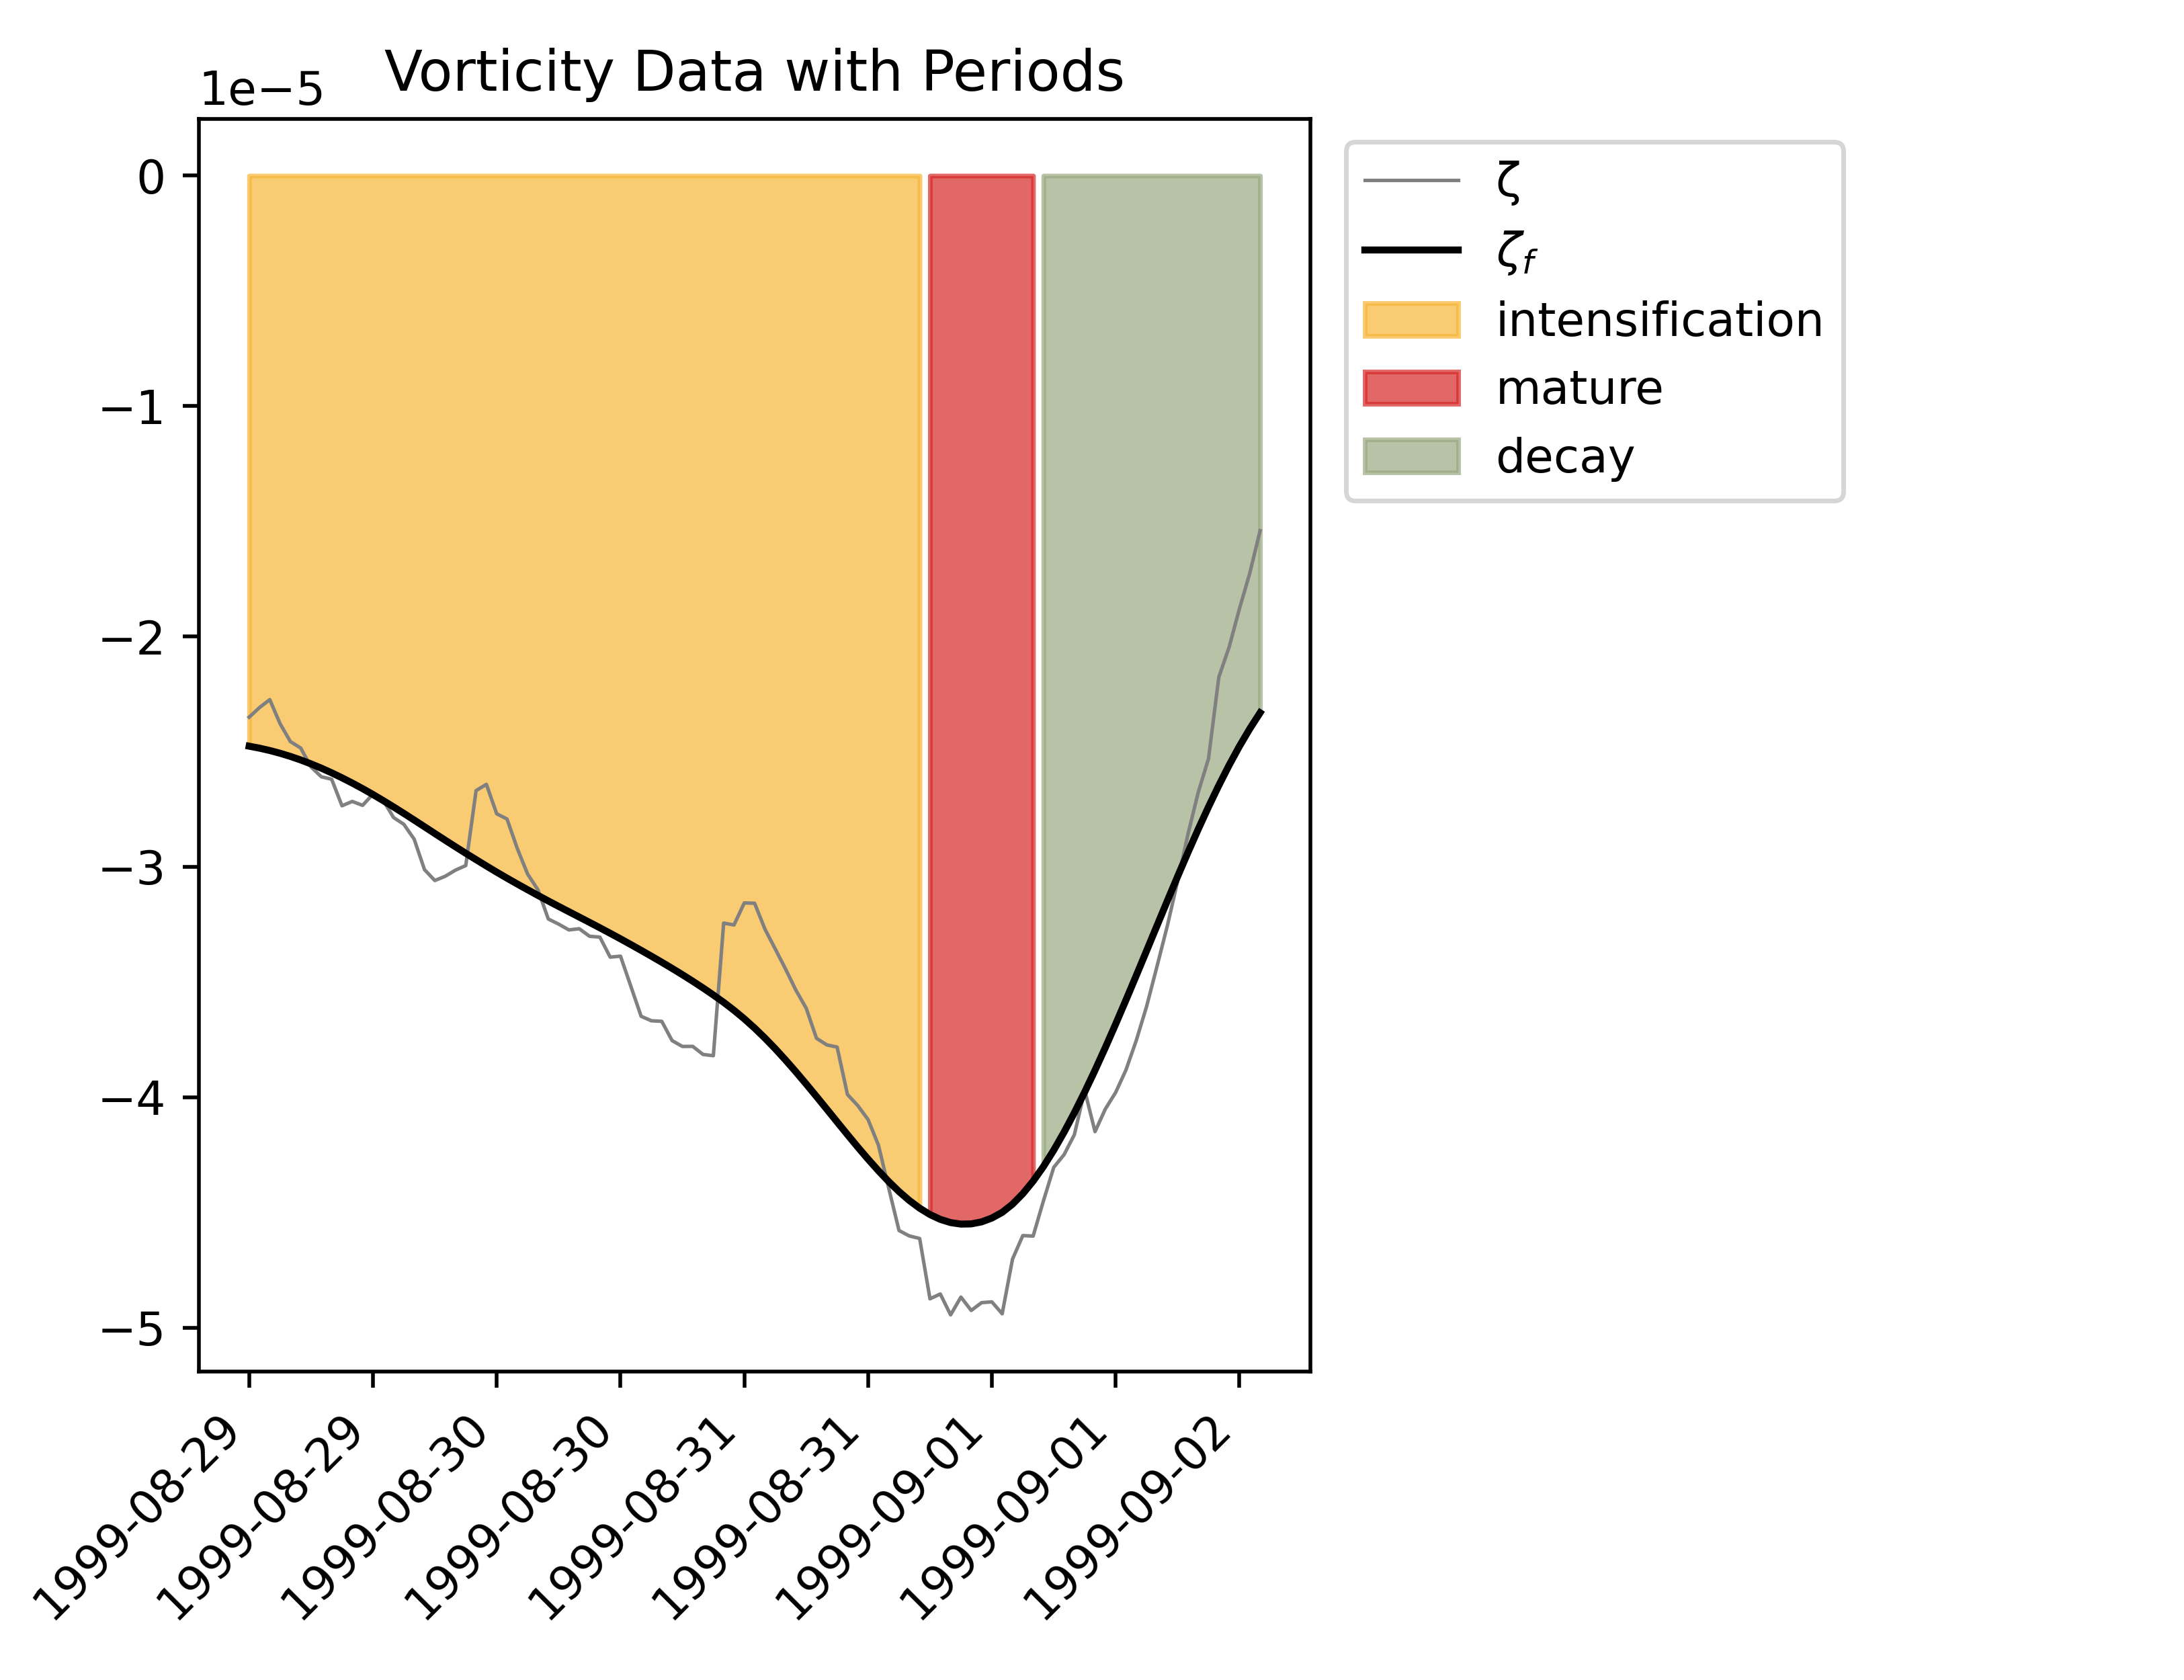 Vorticity Data with Periods
1e−5
0
−1
−2
−3
−4
−5
1999-08-29
1999-08-29
1999-08-30
1999-08-30
1999-08-31
1999-08-31
1999-09-01
1999-09-01
1999-09-02
ζ
ζf
intensification
mature
decay